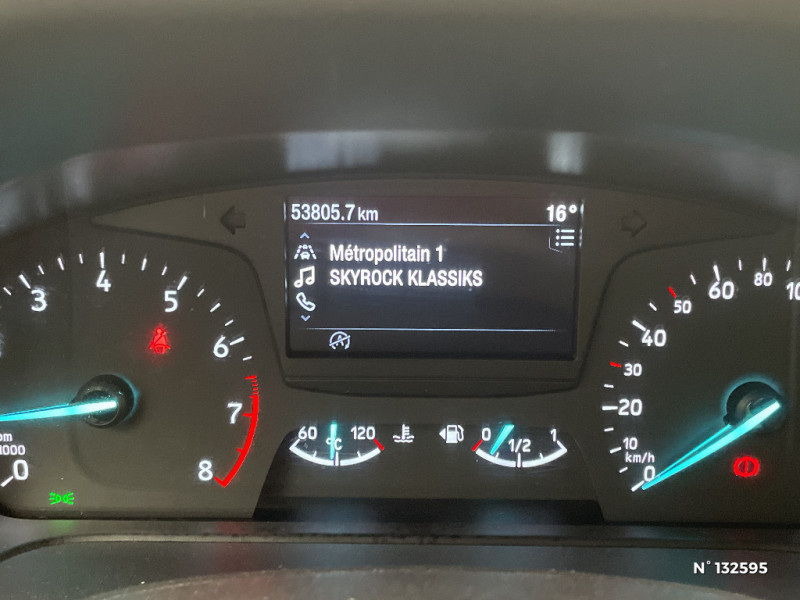 53805.7 km 16°
Métropolitain 1
SKYROCK KLASSIKS
3 4 5 6 7 8
0
60 °C 120
0 1/2 1
0 10 20 30 40 50 60 80
km/h
N° 132595